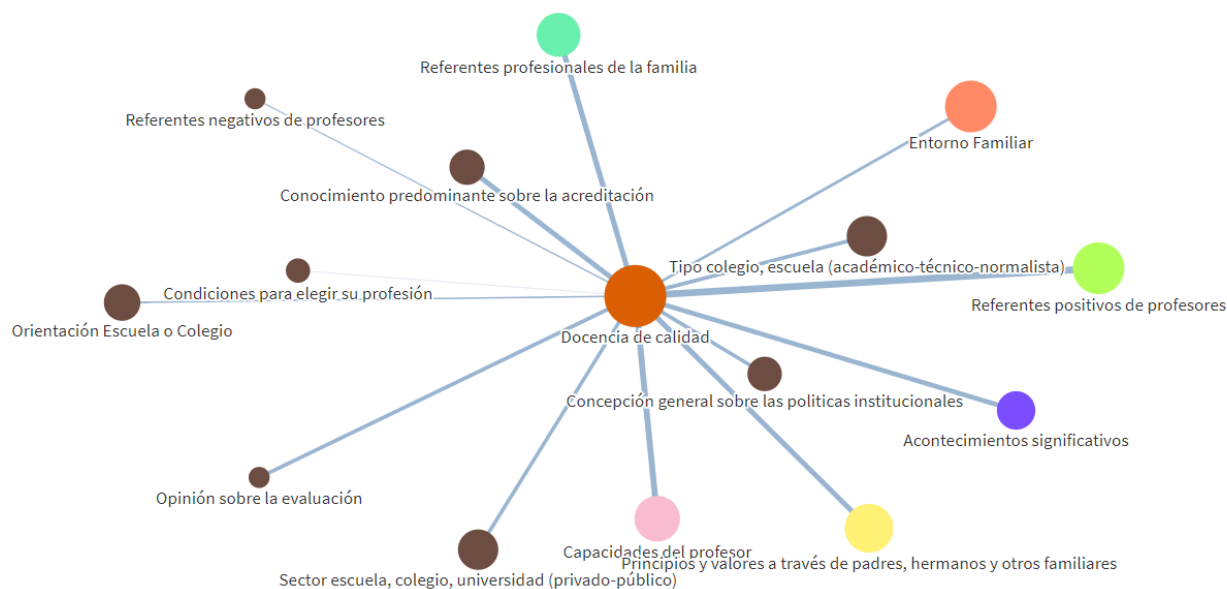 Referentes profesionales de la familia
Referentes negativos de profesores
Entorno Familiar
Conocimiento predominante sobre la acreditación
Tipo colegio, escuela (académico-técnico-normalista)
Condiciones para elegir su profesión
Referentes positivos de profesores
Orientación Escuela o Colegio
Docencia de calidad
Concepción general sobre las politicas institucionales
Acontecimientos significativos
Opinión sobre la evaluación
Capacidades del profesor
Principios y valores a través de padres, hermanos y otros familiares
Sector escuela, colegio, universidad (privado-público)